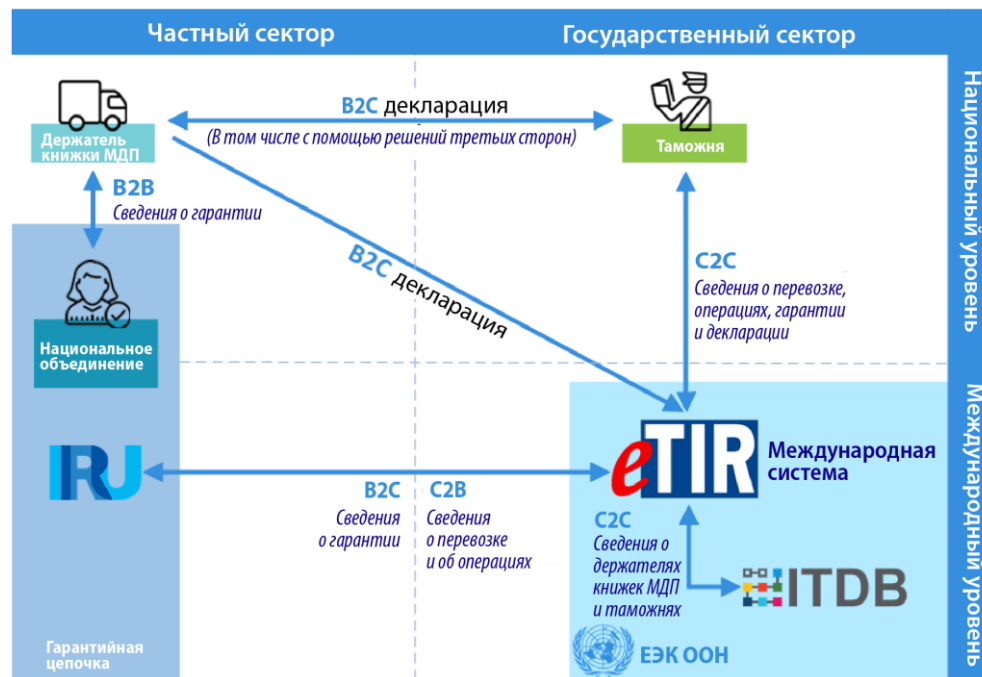 Частный сектор
Государственный сектор
Национальный уровень
Международный уровень
Держатель
книжки МДП
B2C декларация
(В том числе с помощью решений третьих сторон)
Таможня
B2B
Сведения о гарантии
B2C декларация
C2C
Сведения о перевозке,
операциях, гарантии
и декларации
Национальное
объединение
IRU
eTIR
Международная
система
B2C
Сведения
о гарантии
C2B
Сведения
о перевозке
и об операциях
C2C
Сведения о
держателях
книжек МДП
и таможнях
ITDB
Гарантийная
цепочка
ЕЭК ООН